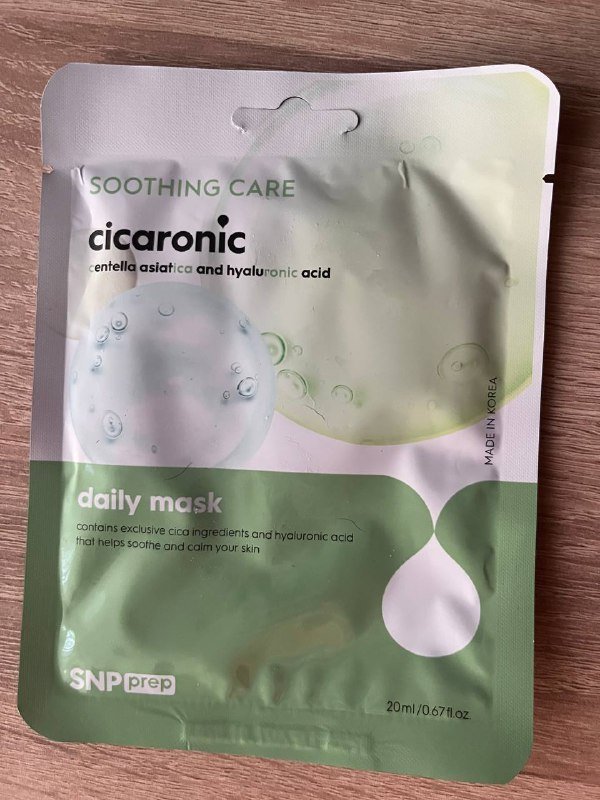 SOOTHING CARE
cicaronic
centella asiatica and hyaluronic acid
MADE IN KOREA
daily mask
contains exclusive cica ingredients and hyaluronic acid
that helps soothe and calm your skin
SNP prep
20ml/0.67fl.oz.